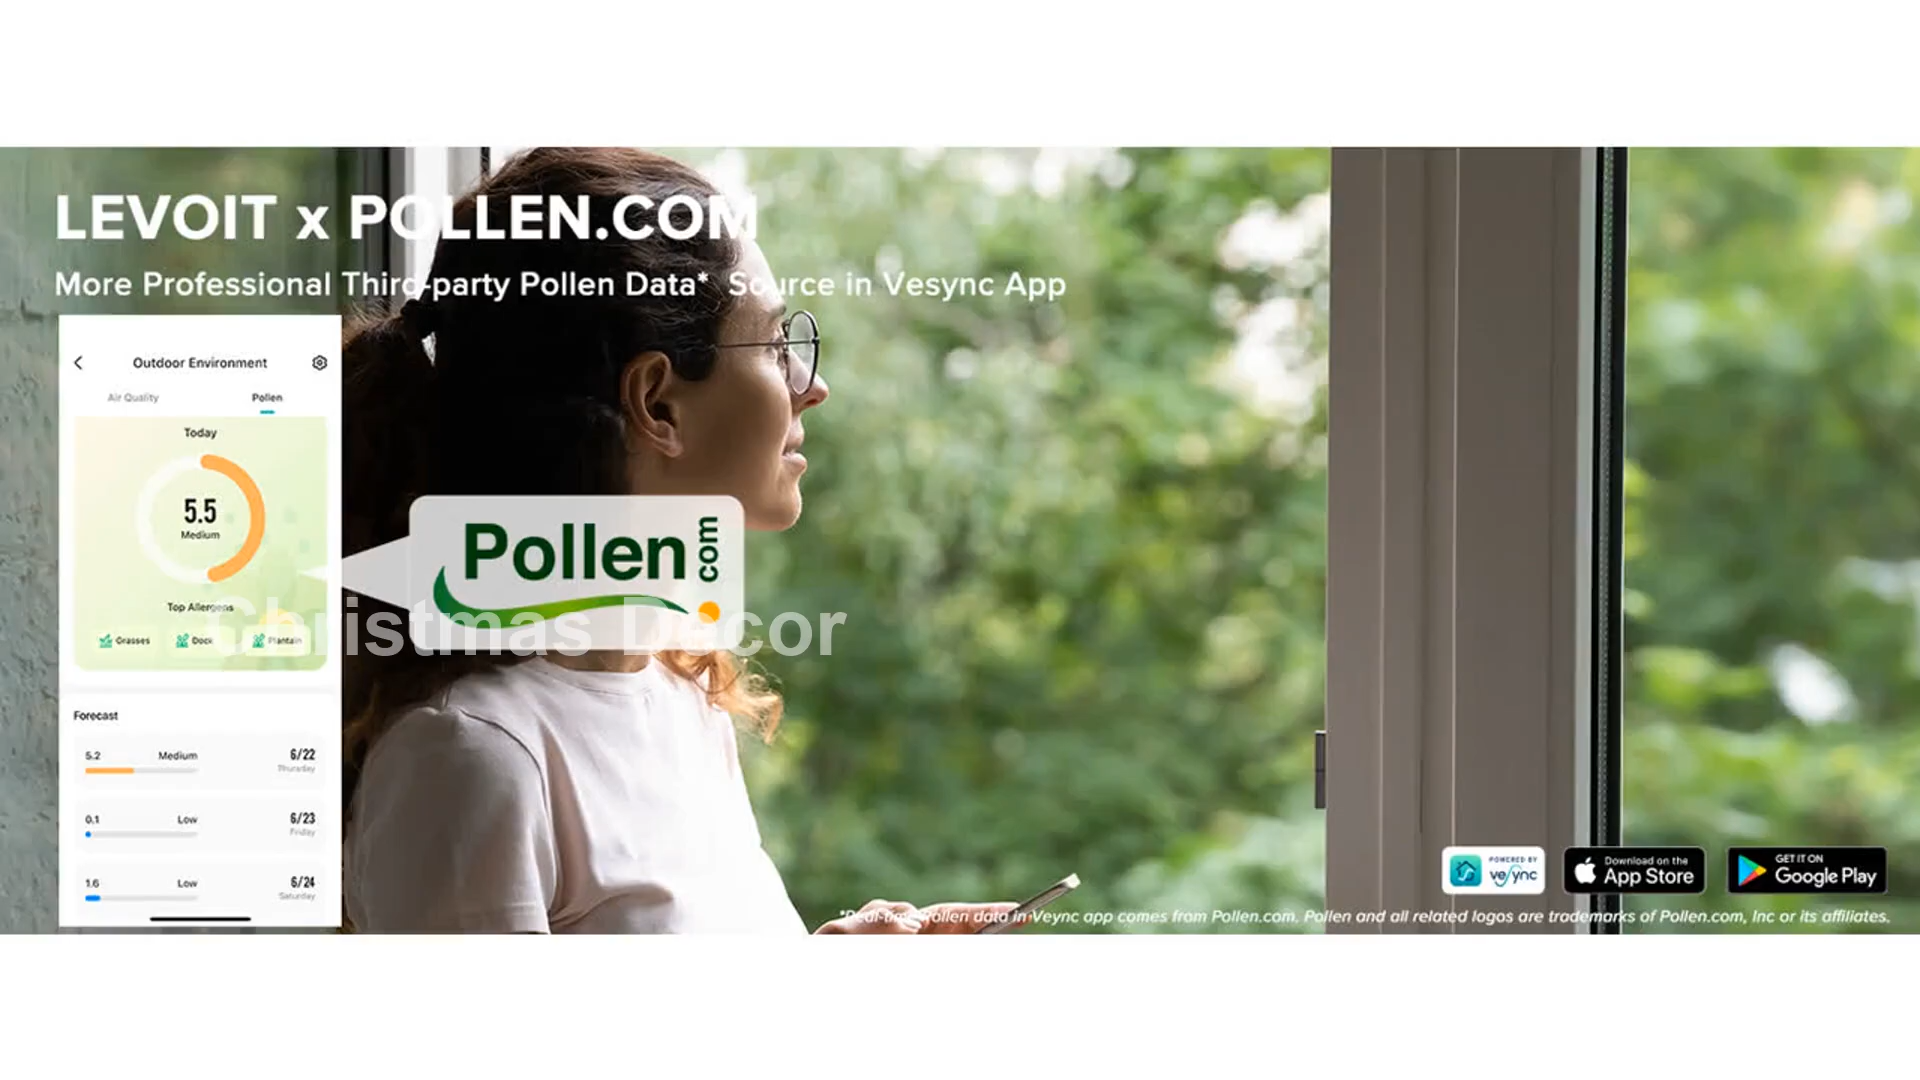 LEVOIT x POLLEN.COM
More Professional Third-party Pollen Data* Source in Vesync App
Outdoor Environment
Air Quality
Pollen
Today
5.5
Medium
Top Allergens
Grasses
Dock
Plantain
Forecast
5.2 Medium 6/22
Thursday
0.1 Low 6/23
Friday
1.6 Low 6/24
Saturday
Pollen.com
Christmas Decor
POWERED BY
vesync
Download on the
App Store
GET IT ON
Google Play
*Real-time Pollen data in Veync app comes from Pollen.com. Pollen and all related logos are trademarks of Pollen.com, Inc or its affiliates.